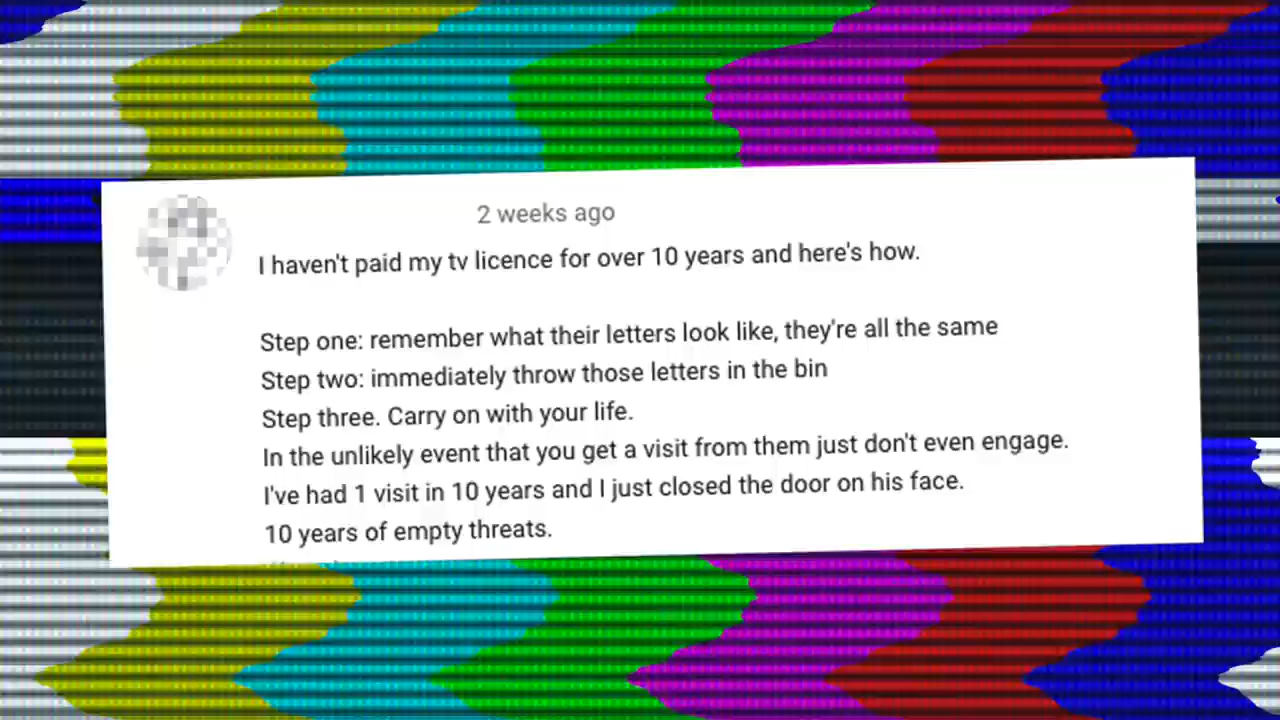 2 weeks ago
I haven't paid my tv licence for over 10 years and here's how.
Step one: remember what their letters look like, they're all the same
Step two: immediately throw those letters in the bin
Step three. Carry on with your life.
In the unlikely event that you get a visit from them just don't even engage.
I've had 1 visit in 10 years and I just closed the door on his face.
10 years of empty threats.